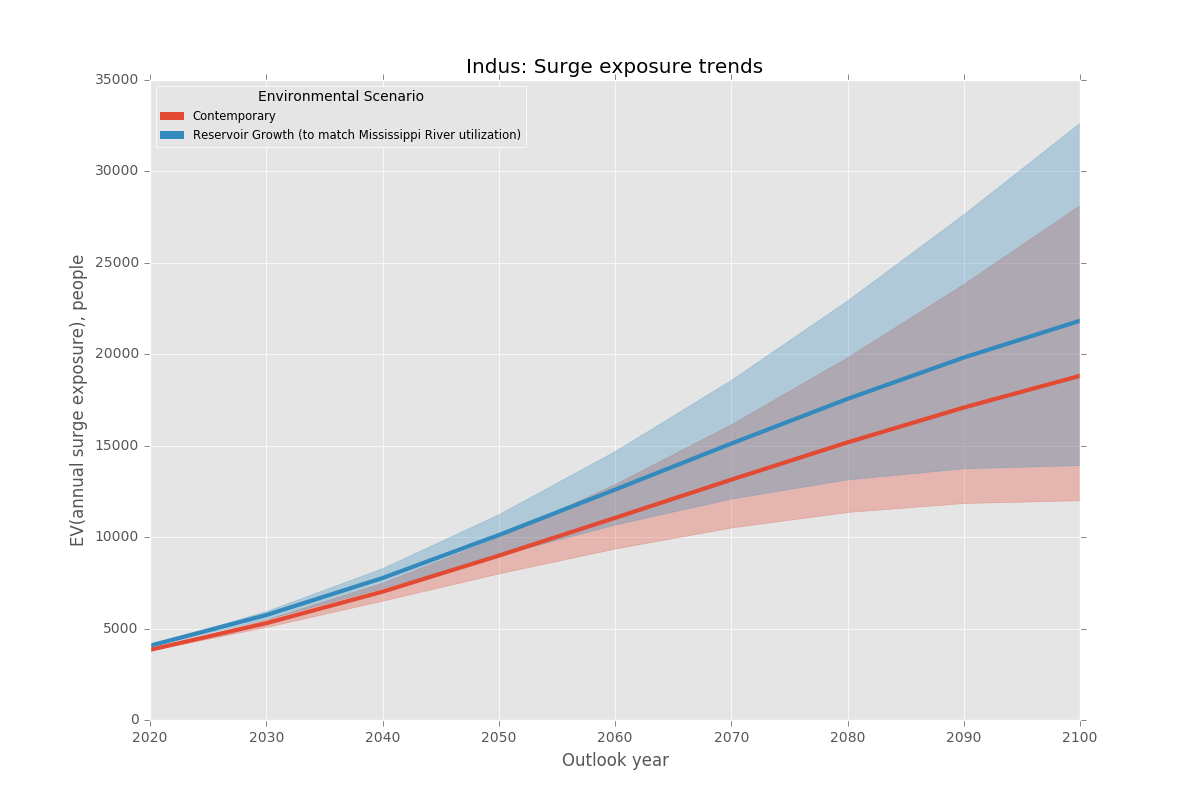 Indus: Surge exposure trends
Environmental Scenario
Contemporary
Reservoir Growth (to match Mississippi River utilization)
EV(annual surge exposure), people
35000
30000
25000
20000
15000
10000
5000
0
2020 2030 2040 2050 2060 2070 2080 2090 2100
Outlook year